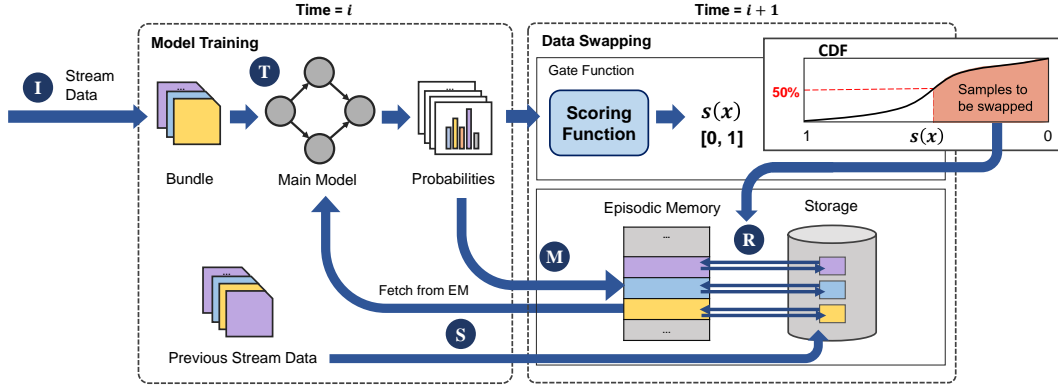 Time = i
Time = i + 1
Model Training
I
Stream
Data
...
Bundle
T
Main Model
Probabilities
Data Swapping
Gate Function
Scoring
Function
s(x)
[0, 1]
CDF
50%
Samples to
be swapped
1
s(x)
0
Episodic Memory
Storage
R
M
...
...
Fetch from EM
...
S
Previous Stream Data